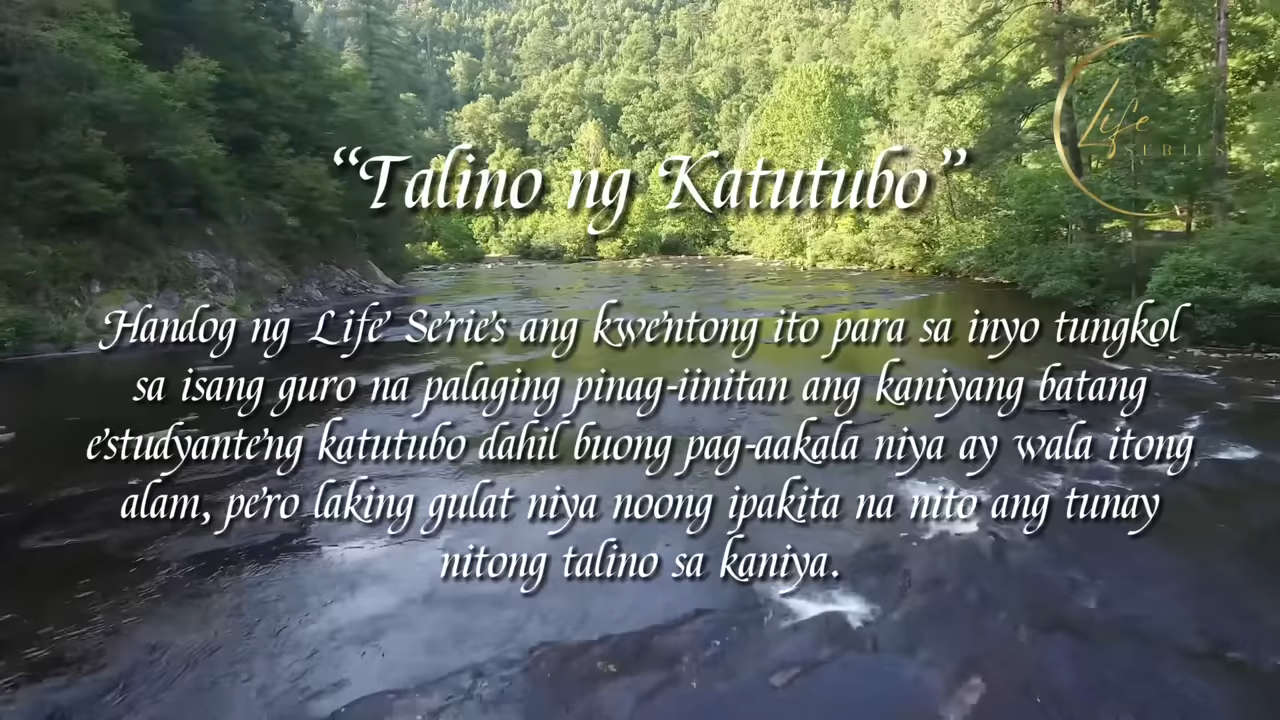 Life
SERIES
“Talino ng Katutubo”
Handog ng Life Series ang kwentong ito para sa inyo tungkol
sa isang guro na palaging pinag-iinitan ang kaniyang batang
estudyanteng katutubo dahil buong pag-aakala niya ay wala itong
alam, pero laking gulat niya noong ipakita na nito ang tunay
nitong talino sa kaniya.